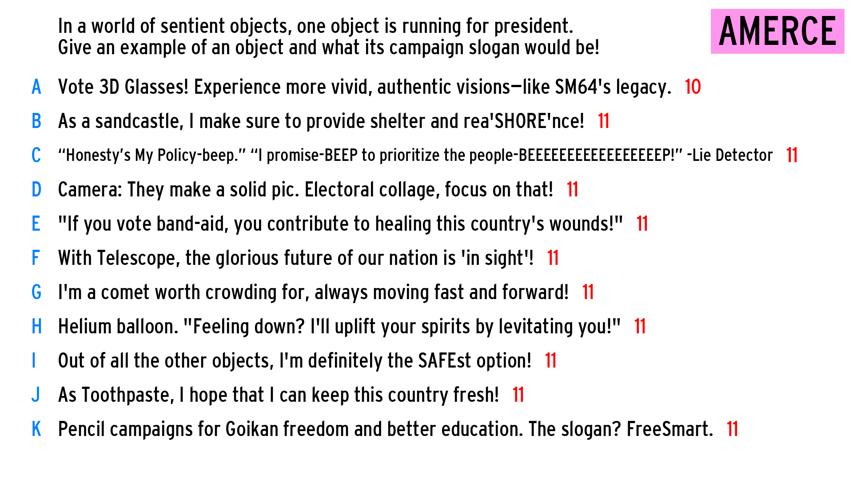 In a world of sentient objects, one object is running for president.
Give an example of an object and what its campaign slogan would be!
AMERCE
A Vote 3D Glasses! Experience more vivid, authentic visions—like SM64's legacy. 10
B As a sandcastle, I make sure to provide shelter and rea'SHORE'nce! 11
C “Honesty’s My Policy-beep.” “I promise-BEEP to prioritize the people-BEEEEEEEEEEEEEEEEEP!” -Lie Detector 11
D Camera: They make a solid pic. Electoral collage, focus on that! 11
E "If you vote band-aid, you contribute to healing this country's wounds!" 11
F With Telescope, the glorious future of our nation is 'in sight'! 11
G I'm a comet worth crowding for, always moving fast and forward! 11
H Helium balloon. "Feeling down? I'll uplift your spirits by levitating you!" 11
I Out of all the other objects, I'm definitely the SAFEst option! 11
J As Toothpaste, I hope that I can keep this country fresh! 11
K Pencil campaigns for Goikan freedom and better education. The slogan? FreeSmart. 11